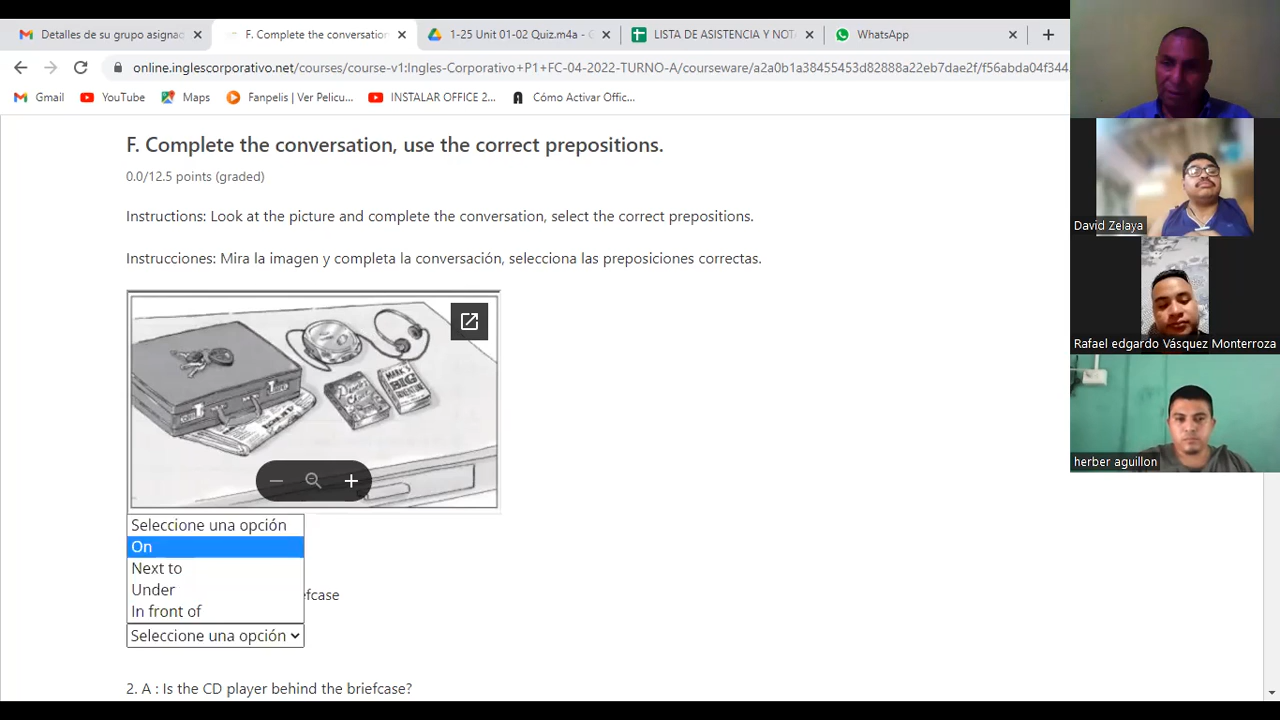 Detalles de su grupo asignac
F. Complete the conversation
1-25 Unit 01-02 Quiz.m4a - G
LISTA DE ASISTENCIA Y NOT
WhatsApp
online.inglescorporativo.net/courses/course-v1:Ingles-Corporativo+P1+FC-04-2022-TURNO-A/courseware/a2a0b1a38455453d82888a22eb7dae2f/f56abda04f344
Gmail
YouTube
Maps
Fanpelis | Ver Pelicu...
INSTALAR OFFICE 2...
Cómo Activar Offic...
F. Complete the conversation, use the correct prepositions.
0.0/12.5 points (graded)
Instructions: Look at the picture and complete the conversation, select the correct prepositions.
Instrucciones: Mira la imagen y completa la conversación, selecciona las preposiciones correctas.
MARK'S
BIG
Seleccione una opción
On
Next to
Under
In front of
efcase
Seleccione una opción
2. A : Is the CD player behind the briefcase?
David Zelaya
Rafael edgardo Vásquez Monterroza
herber aguillon